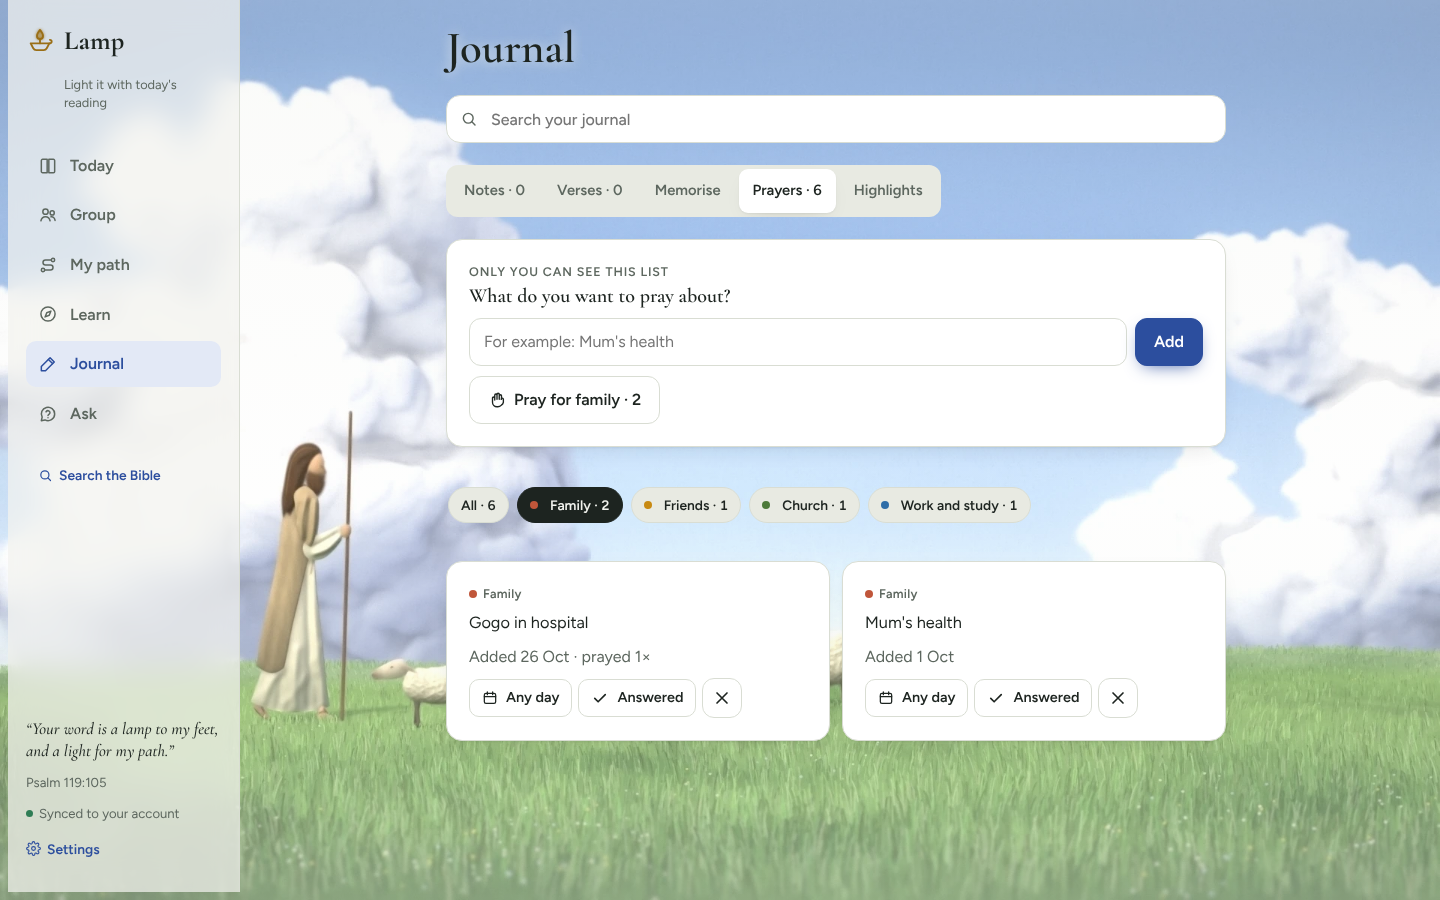 Lamp
Light it with today's
reading
Today
Group
My path
Learn
Journal
Ask
Search the Bible
“Your word is a lamp to my feet,
and a light for my path.”
Psalm 119:105
Synced to your account
Settings
Journal
Search your journal
Notes · 0 Verses · 0 Memorise Prayers · 6 Highlights
ONLY YOU CAN SEE THIS LIST
What do you want to pray about?
For example: Mum's health Add
Pray for family · 2
All · 6 Family · 2 Friends · 1 Church · 1 Work and study · 1
Family
Gogo in hospital
Added 26 Oct · prayed 1×
Any day Answered
Family
Mum's health
Added 1 Oct
Any day Answered